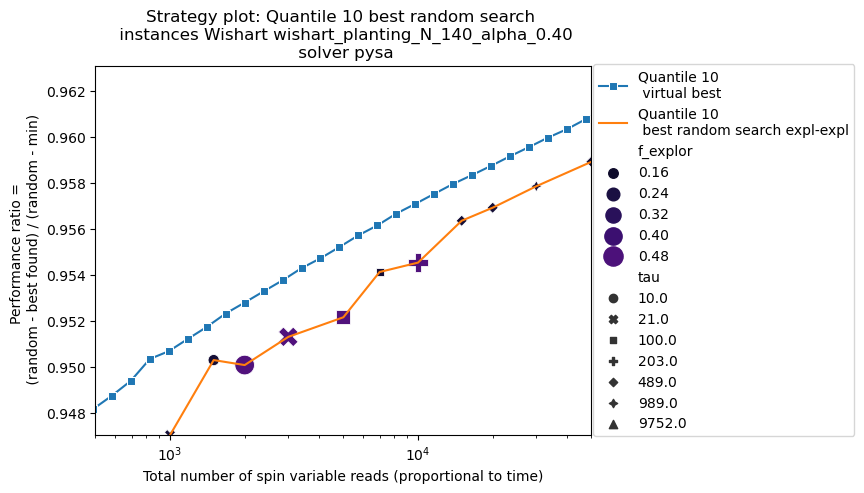 Strategy plot: Quantile 10 best random search
instances Wishart wishart_planting_N_140_alpha_0.40
solver pysa
Performance ratio =
(random - best found) / (random - min)
0.962
0.960
0.958
0.956
0.954
0.952
0.950
0.948
10³
10⁴
Total number of spin variable reads (proportional to time)
Quantile 10
virtual best
Quantile 10
best random search expl-expl
f_explor
0.16
0.24
0.32
0.40
0.48
tau
10.0
21.0
100.0
203.0
489.0
989.0
9752.0